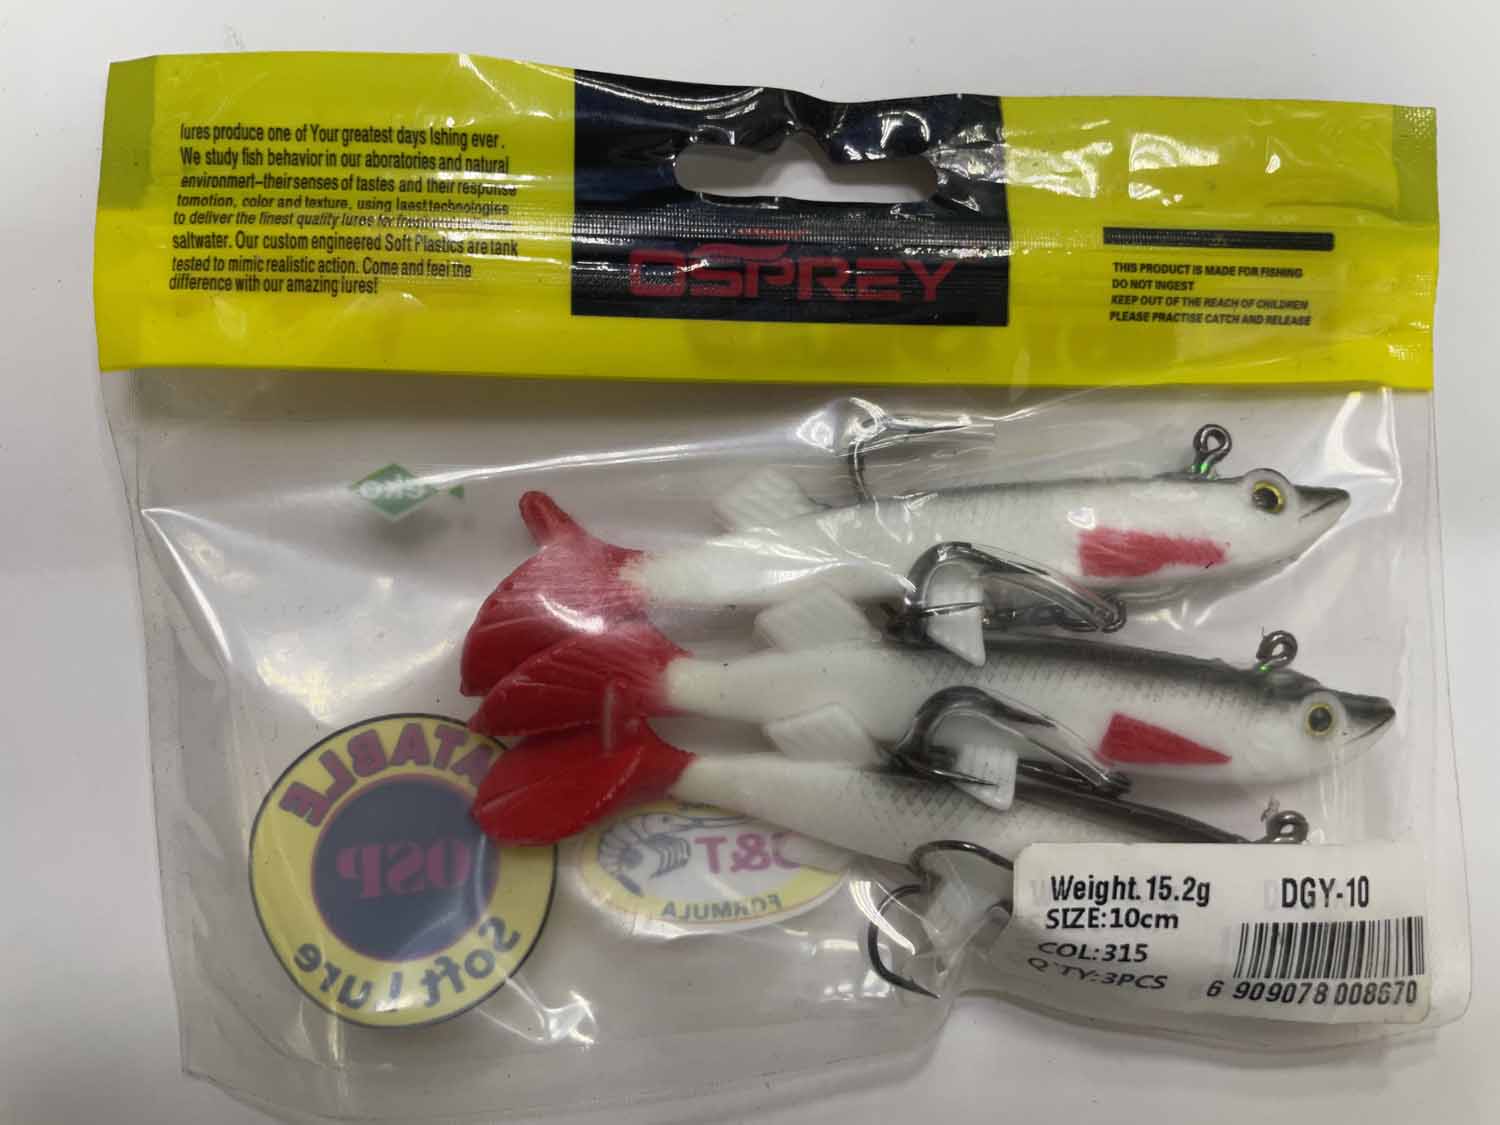 lures produce one of Your greatest days Ishing ever.
We study fish behavior in our aboratories and natural
environmert-theirsenses of tastes and their response
tomotion, color and texture, using laest technologies
to deliver the finest quality lures for
saltwater. Our custom engineered Soft Plastics are tank
tested to mimic realistic action. Come and feel the
difference with our amazing lures!
OSPREY
THIS PRODUCT IS MADE FOR FISHING
DO NOT INGEST
KEEP OUT OF THE REACH OF CHILDREN
PLEASE PRACTISE CATCH AND RELEASE
OSP
Soft Lure
S&T
FORMULA
Weight.15.2g DGY-10
SIZE:10cm
COL:315
Q'TY:3PCS
6 909078 008670